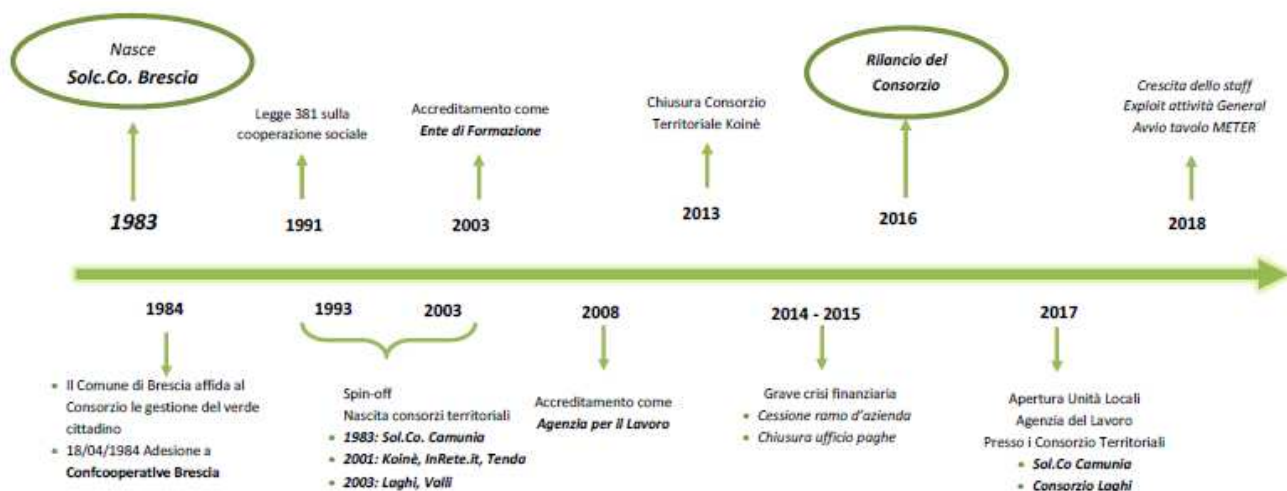 Nasce
Solc.Co. Brescia
Legge 381 sulla
cooperazione sociale
Accreditamento come
Ente di Formazione
Chiusura Consorzio
Territoriale Koinè
Rilancio del
Consorzio
Crescita dello staff
Exploit attività General
Avvio tavolo METER
1983
1991
2003
2013
2016
2018
1984
1993
2003
2008
2014 - 2015
2017
Il Comune di Brescia affida al
Consorzio le gestione del verde
cittadino
18/04/1984 Adesione a
Confcooperative Brescia
Spin-off
Nascita consorzi territoriali
1983: Sol.Co. Camunia
2001: Koinè, InRete.it, Tenda
2003: Laghi, Valli
Accreditamento come
Agenzia per il Lavoro
Grave crisi finanziaria
Cessione ramo d'azienda
Chiusura ufficio paghe
Apertura Unità Locali
Agenzia del Lavoro
Presso i Consorzio Territoriali
Sol.Co Camunia
Consorzio Laghi